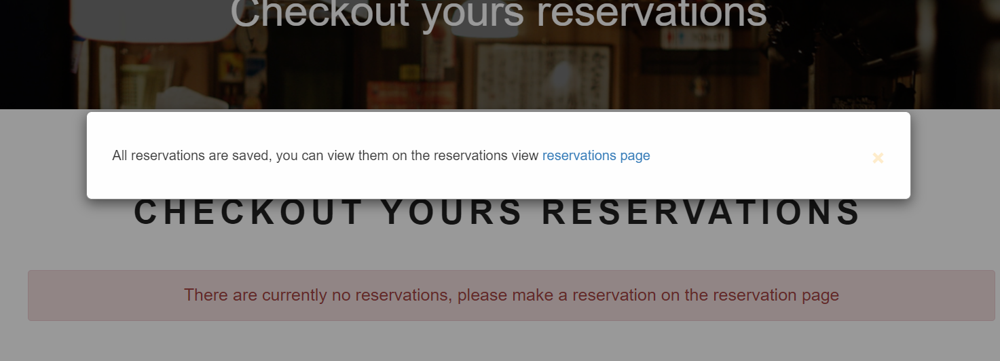 Checkout yours reservations
All reservations are saved, you can view them on the reservations view reservations page
CHECKOUT YOURS RESERVATIONS
There are currently no reservations, please make a reservation on the reservation page